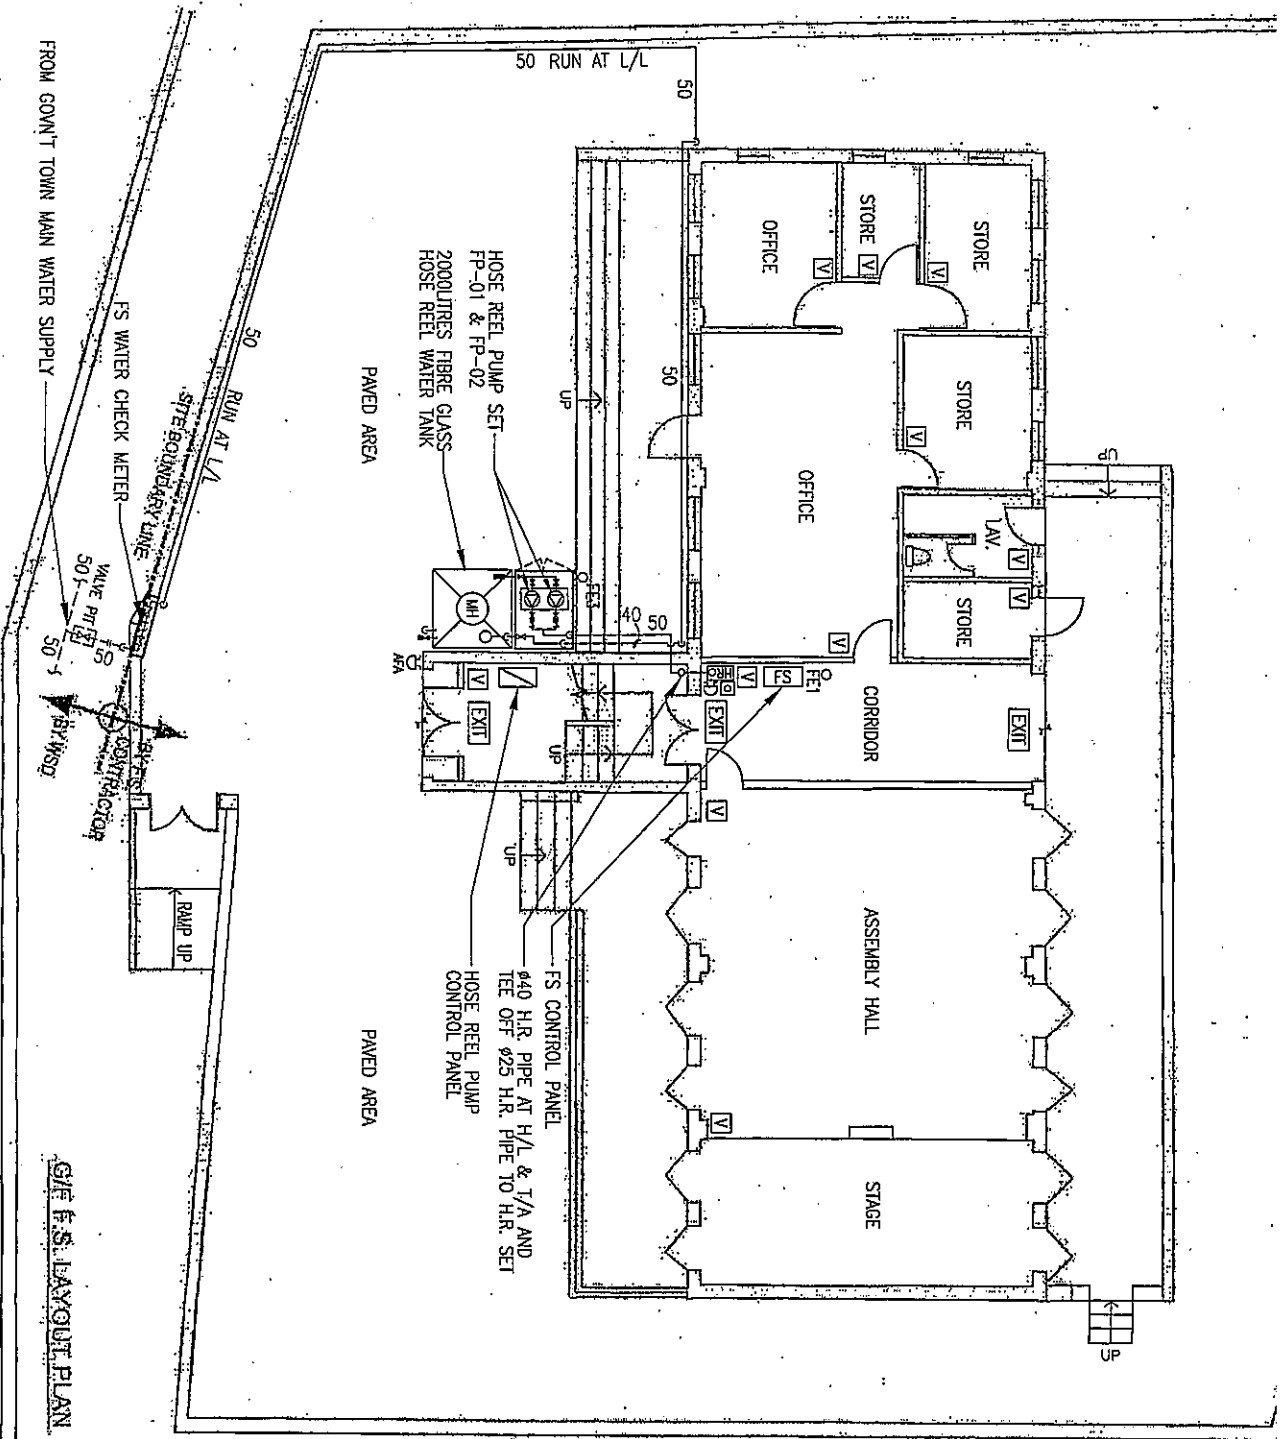 50 RUN AT L/L
50
OFFICE
STORE
STORE
V
V
V
HOSE REEL PUMP SET
FP-01 & FP-02
2000LITRES FIBRE GLASS
HOSE REEL WATER TANK
PAVED AREA
UP
50
OFFICE
STORE
V
LAV.
V
STORE
V
UP
FE3
40
50
MH
AFA
V
EXIT
UP
V
HR
V
FS
FE1
EXIT
CORRIDOR
EXIT
V
ASSEMBLY HALL
V
STAGE
UP
UP
FS CONTROL PANEL
ø40 H.R. PIPE AT H/L & T/A AND
TEE OFF ø25 H.R. PIPE TO H.R. SET
HOSE REEL PUMP
CONTROL PANEL
PAVED AREA
RAMP UP
50
RUN AT L/L
SITE BOUNDARY LINE
FS WATER CHECK METER
FROM GOVN'T TOWN MAIN WATER SUPPLY
VALVE PIT
50
50
50
BY WSD
BY F.S.
CONTRACTOR
G/F F.S. LAYOUT PLAN